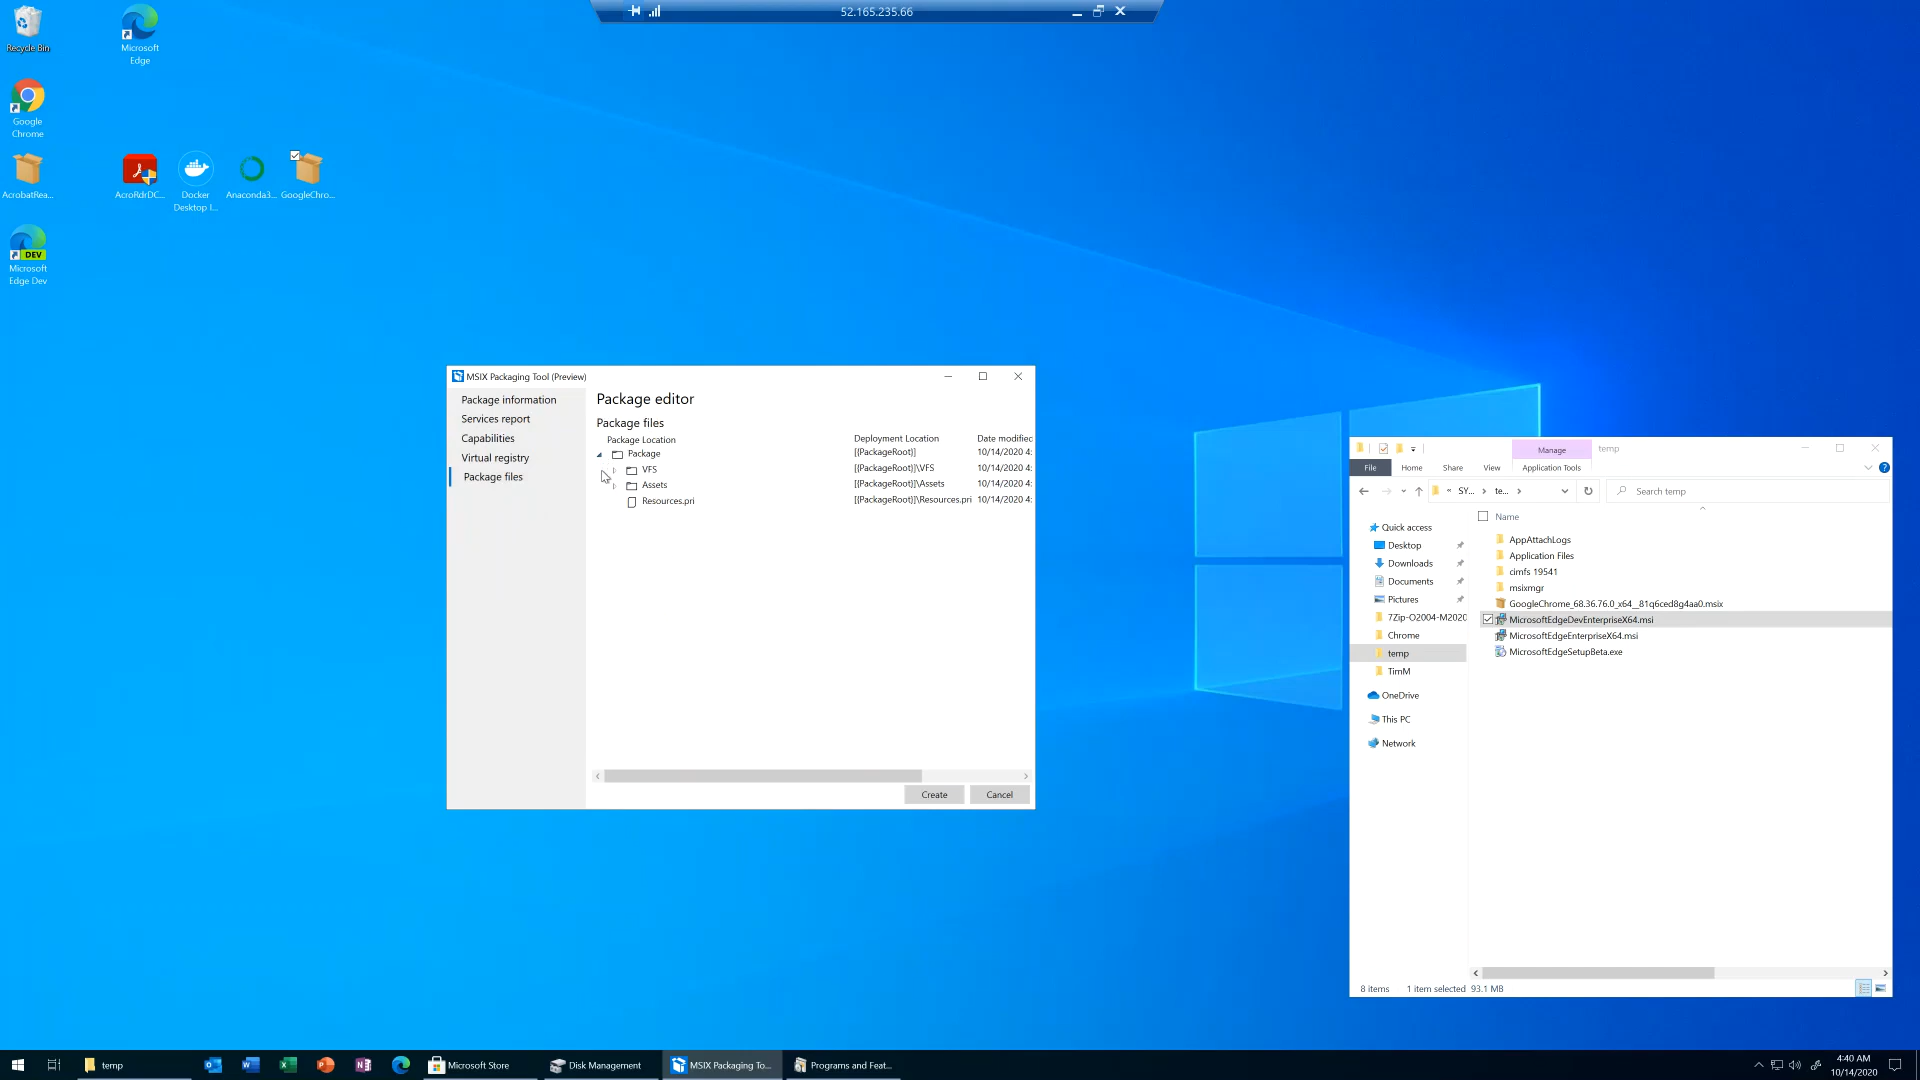 52.165.235.66
Recycle Bin
Microsoft
Edge
Google
Chrome
AcrobatRea...
AcroRdrDC...
Docker
Desktop I...
Anaconda3...
GoogleChro...
DEV
Microsoft
Edge Dev
MSIX Packaging Tool (Preview)
Package information
Services report
Capabilities
Virtual registry
Package files
Package editor
Package files
Package Location
Deployment Location
Date modified
Package
[{PackageRoot}]
10/14/2020 4:
VFS
[{PackageRoot}]\VFS
10/14/2020 4:
Assets
[{PackageRoot}]\Assets
10/14/2020 4:
Resources.pri
[{PackageRoot}]\Resources.pri
10/14/2020 4:
Create
Cancel
Manage
temp
File
Home
Share
View
Application Tools
« SY... › te... ›
Search temp
Quick access
Desktop
Downloads
Documents
Pictures
7Zip-O2004-M2020
Chrome
temp
TimM
OneDrive
This PC
Network
Name
AppAttachLogs
Application Files
cimfs 19541
msixmgr
GoogleChrome_68.36.76.0_x64__81q6ced8g4aa0.msix
MicrosoftEdgeDevEnterpriseX64.msi
MicrosoftEdgeEnterpriseX64.msi
MicrosoftEdgeSetupBeta.exe
8 items
1 item selected 93.1 MB
temp
Microsoft Store
Disk Management
MSIX Packaging To...
Programs and Feat...
4:40 AM
10/14/2020